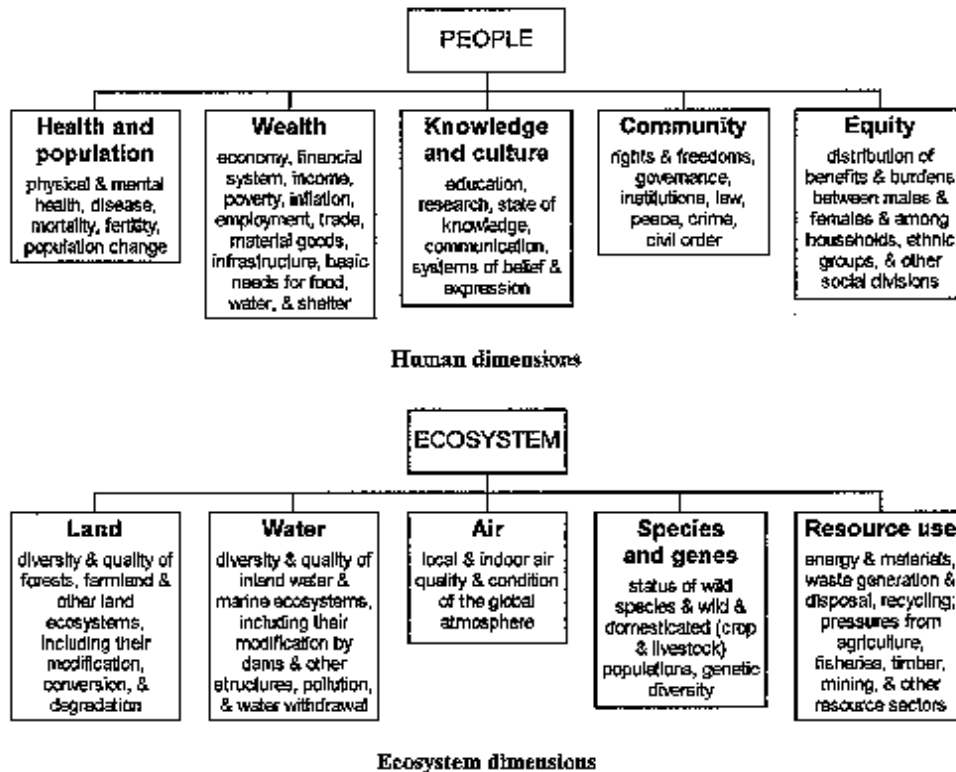 PEOPLE
Health and
population
physical & mental
health, disease,
mortality, fertility,
population change
Wealth
economy, financial
system, income,
poverty, inflation,
employment, trade,
material goods,
infrastructure, basic
needs for food,
water, & shelter
Knowledge
and culture
education,
research, state of
knowledge,
communication,
systems of belief &
expression
Community
rights & freedoms,
governance,
institutions, law,
peace, crime,
civil order
Equity
distribution of
benefits & burdens
between males &
females & among
households, ethnic
groups, & other
social divisions
Human dimensions
ECOSYSTEM
Land
diversity & quality of
forests, farmland &
other land
ecosystems,
including their
modification,
conversion, &
degradation
Water
diversity & quality of
inland water &
marine ecosystems,
including their
modification by
dams & other
structures, pollution,
& water withdrawal
Air
local & indoor air
quality & condition
of the global
atmosphere
Species
and genes
status of wild
species & wild &
domesticated (crop
& livestock)
populations, genetic
diversity
Resource use
energy & materials,
waste generation &
disposal, recycling;
pressures from
agriculture,
fisheries, timber,
mining, & other
resource sectors
Ecosystem dimensions